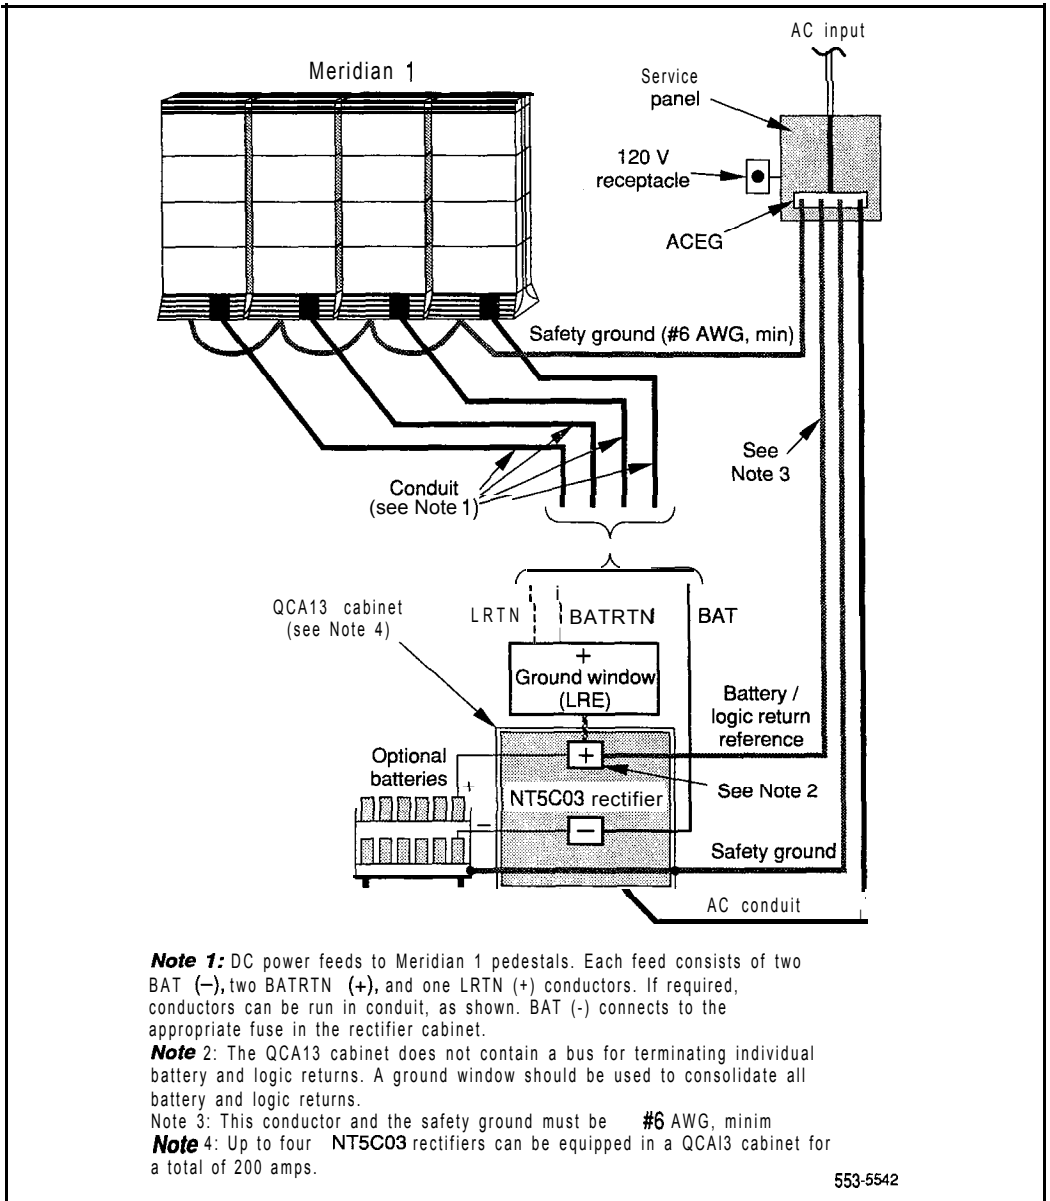 AC input
Meridian 1
Service
panel
120 V
receptacle
ACEG
Safety ground (#6 AWG, min)
See
Note 3
Conduit
(see Note 1)
QCA13 cabinet
(see Note 4)
LRTN
BATRTN
BAT
+
Ground window
(LRE)
Battery /
logic return
reference
Optional
batteries
+
+
See Note 2
NT5C03 rectifier
–
–
Safety ground
AC conduit
Note 1: DC power feeds to Meridian 1 pedestals. Each feed consists of two
BAT (–), two BATRTN (+), and one LRTN (+) conductors. If required,
conductors can be run in conduit, as shown. BAT (-) connects to the
appropriate fuse in the rectifier cabinet.
Note 2: The QCA13 cabinet does not contain a bus for terminating individual
battery and logic returns. A ground window should be used to consolidate all
battery and logic returns.
Note 3: This conductor and the safety ground must be #6 AWG, minim
Note 4: Up to four NT5C03 rectifiers can be equipped in a QCAI3 cabinet for
a total of 200 amps.
553-5542